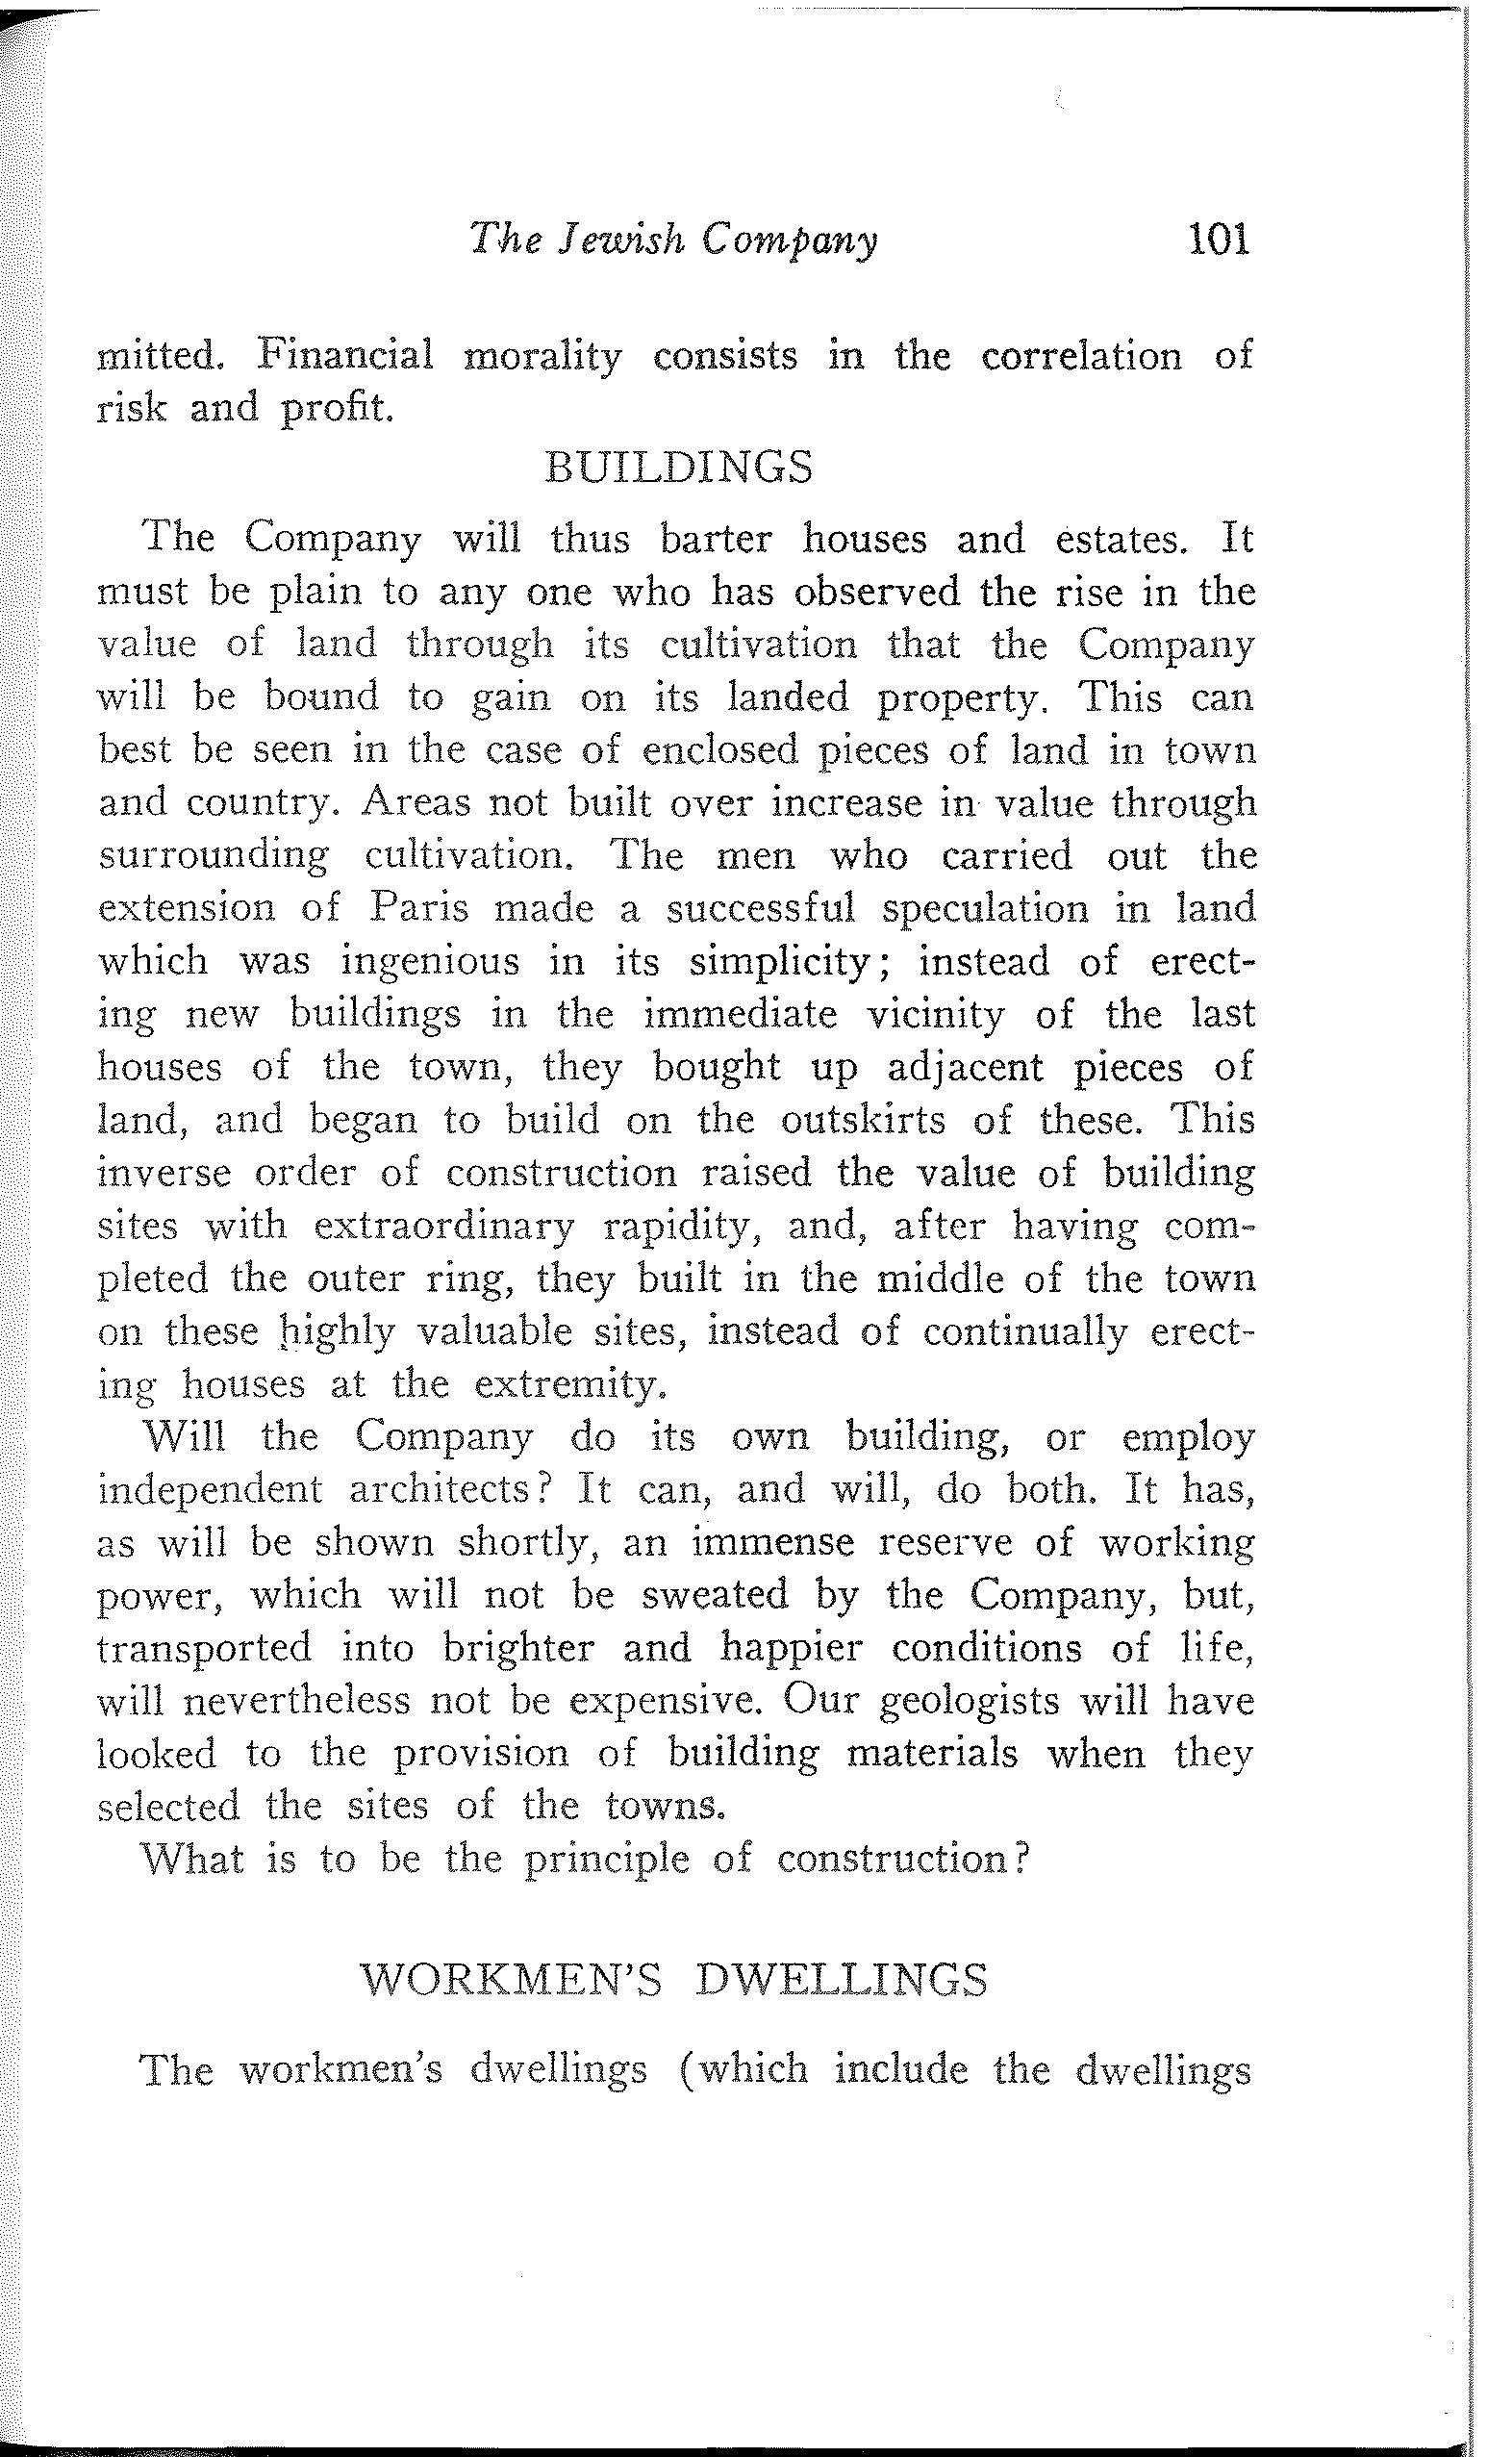 The Jewish Company 101
mitted. Financial morality consists in the correlation of
risk and profit.
BUILDINGS
The Company will thus barter houses and estates. It
must be plain to any one who has observed the rise in the
value of land through its cultivation that the Company
will be bound to gain on its landed property. This can
best be seen in the case of enclosed pieces of land in town
and country. Areas not built over increase in value through
surrounding cultivation. The men who carried out the
extension of Paris made a successful speculation in land
which was ingenious in its simplicity; instead of erect-
ing new buildings in the immediate vicinity of the last
houses of the town, they bought up adjacent pieces of
land, and began to build on the outskirts of these. This
inverse order of construction raised the value of building
sites with extraordinary rapidity, and, after having com-
pleted the outer ring, they built in the middle of the town
on these highly valuable sites, instead of continually erect-
ing houses at the extremity.
Will the Company do its own building, or employ
independent architects? It can, and will, do both. It has,
as will be shown shortly, an immense reserve of working
power, which will not be sweated by the Company, but,
transported into brighter and happier conditions of life,
will nevertheless not be expensive. Our geologists will have
looked to the provision of building materials when they
selected the sites of the towns.
What is to be the principle of construction?
WORKMEN'S DWELLINGS
The workmen's dwellings (which include the dwellings